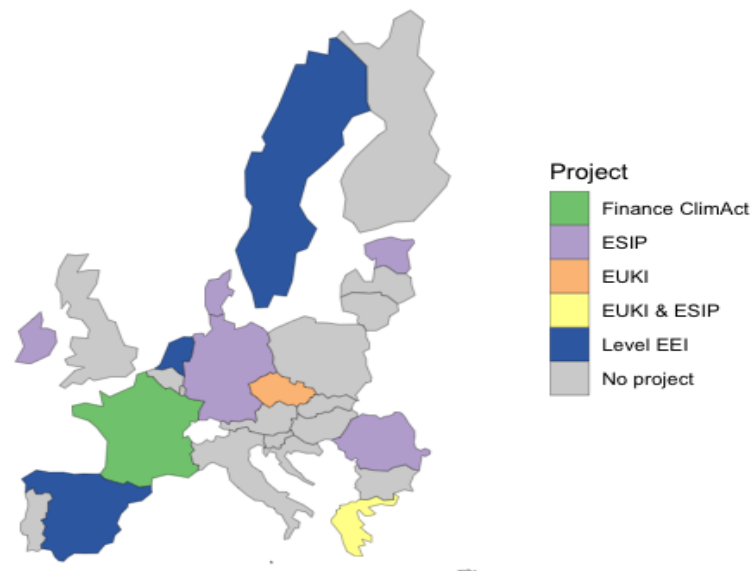 Project
Finance ClimAct
ESIP
EUKI
EUKI & ESIP
Level EEI
No project